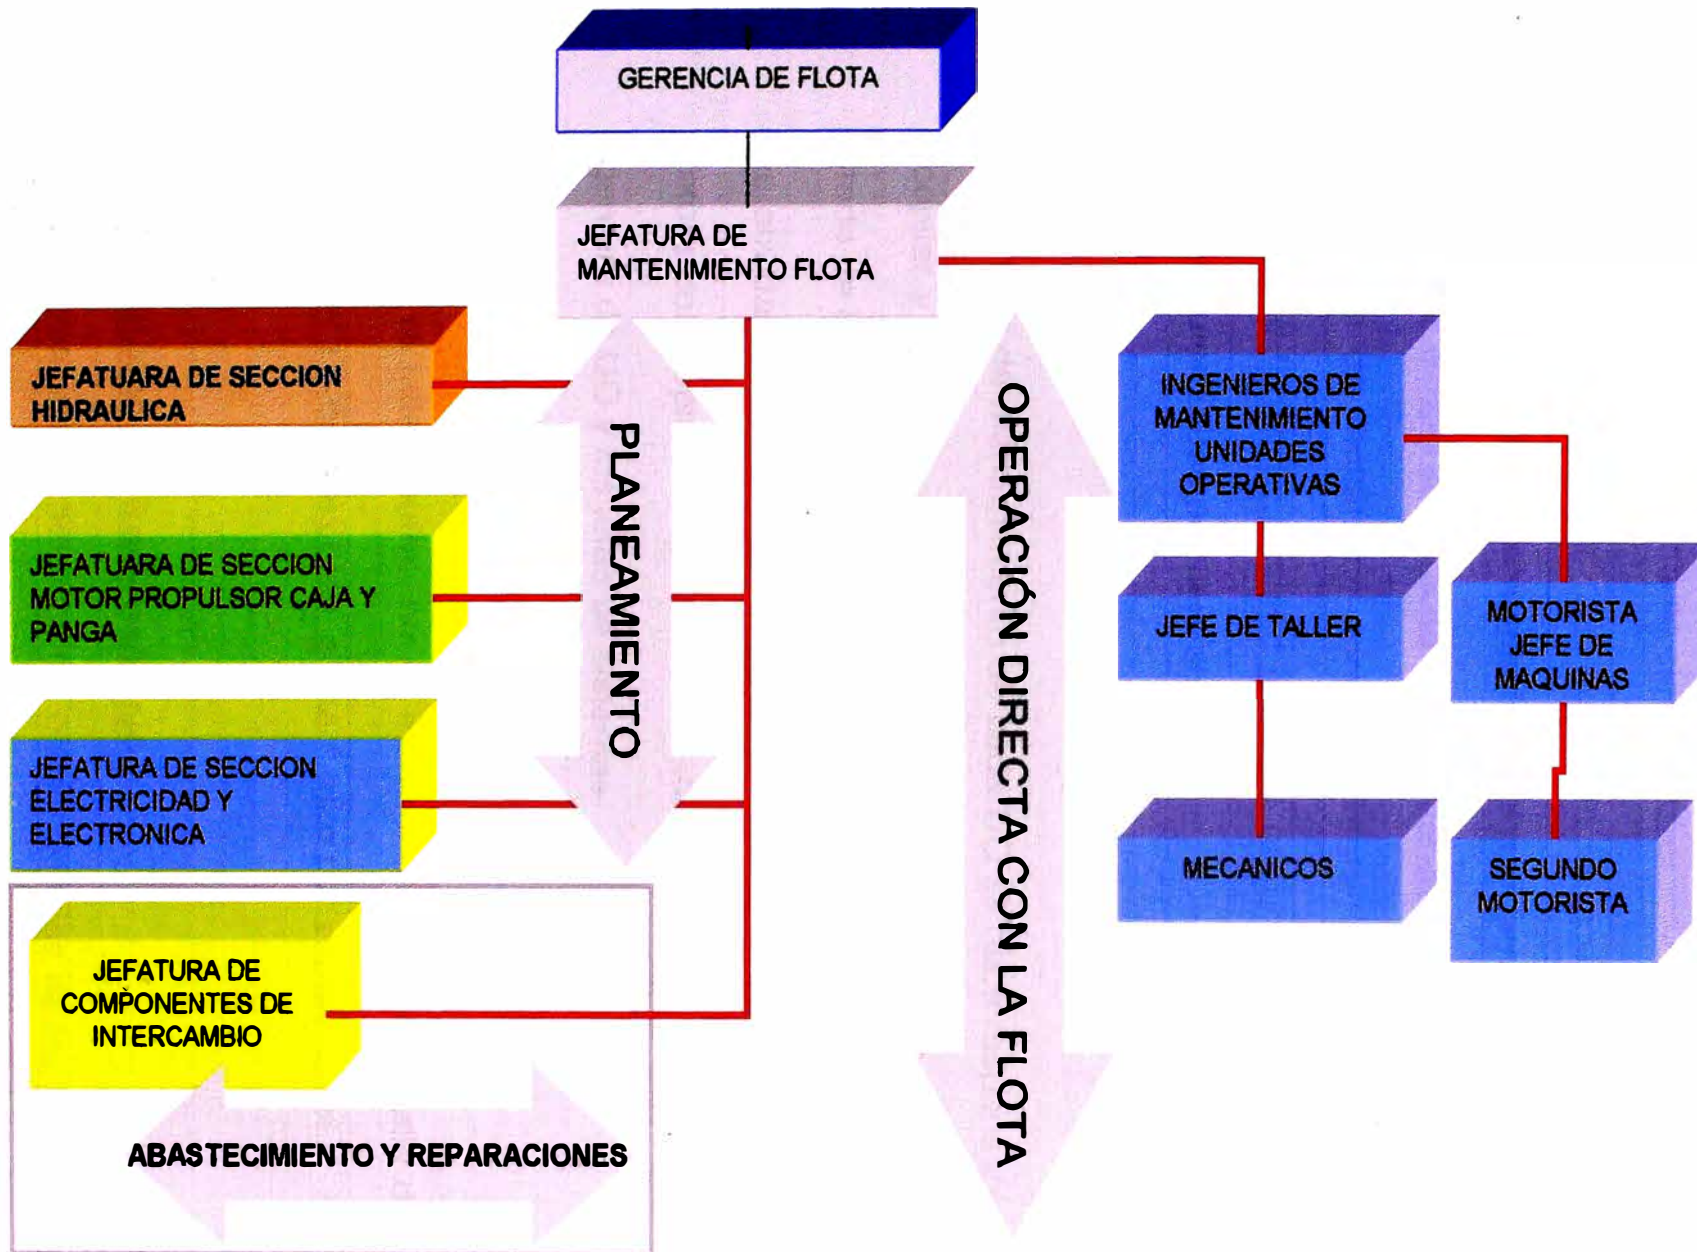 GERENCIA DE FLOTA
JEFATURA DE
MANTENIMIENTO FLOTA
JEFATUARA DE SECCION
HIDRAULICA
JEFATUARA DE SECCION
MOTOR PROPULSOR CAJA Y
PANGA
JEFATURA DE SECCION
ELECTRICIDAD Y
ELECTRONICA
JEFATURA DE
COMPONENTES DE
INTERCAMBIO
ABASTECIMIENTO Y REPARACIONES
PLANEAMIENTO
OPERACIÓN DIRECTA CON LA FLOTA
INGENIEROS DE
MANTENIMIENTO
UNIDADES
OPERATIVAS
JEFE DE TALLER
MECANICOS
MOTORISTA
JEFE DE
MAQUINAS
SEGUNDO
MOTORISTA